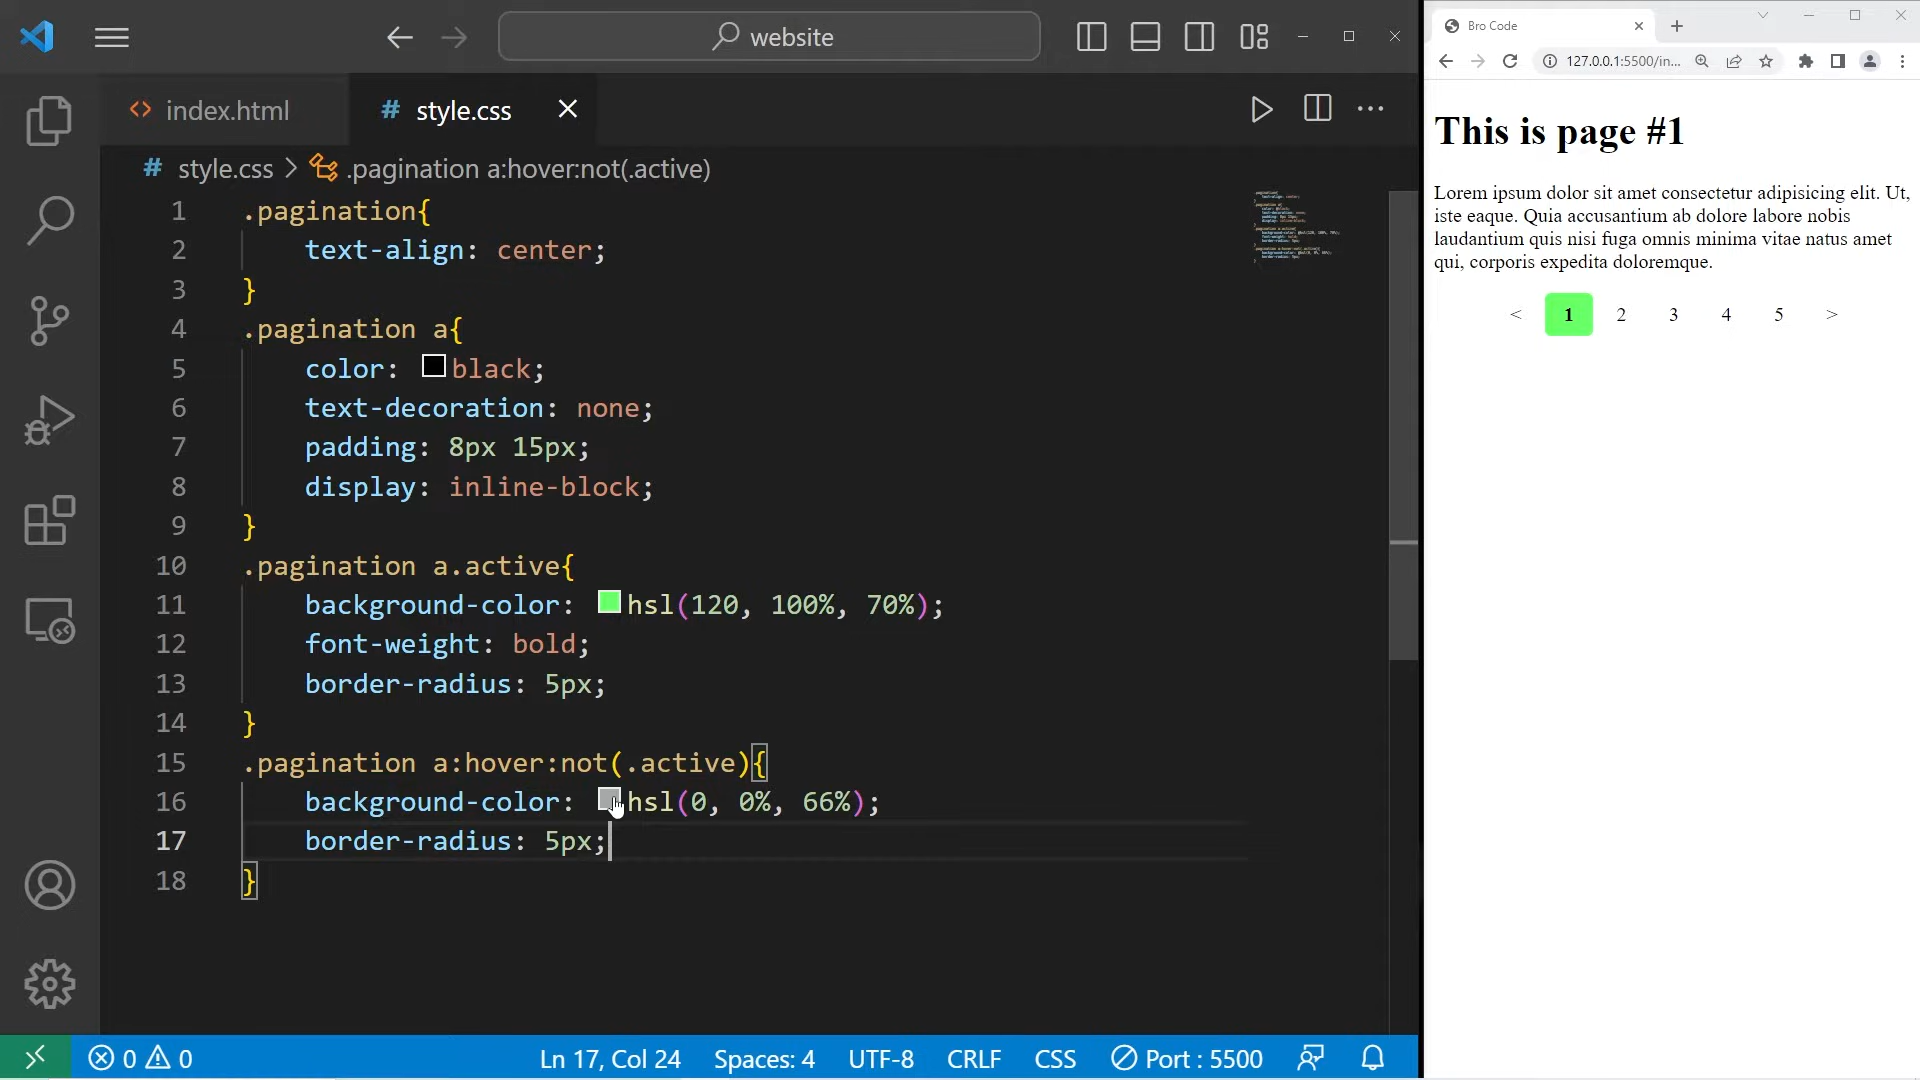 website
index.html
# style.css
# style.css > .pagination a:hover:not(.active)
1 .pagination{
2 text-align: center;
3 }
4 .pagination a{
5 color: black;
6 text-decoration: none;
7 padding: 8px 15px;
8 display: inline-block;
9 }
10 .pagination a.active{
11 background-color: hsl(120, 100%, 70%);
12 font-weight: bold;
13 border-radius: 5px;
14 }
15 .pagination a:hover:not(.active){
16 background-color: hsl(0, 0%, 66%);
17 border-radius: 5px;
18 }
0 0 Ln 17, Col 24 Spaces: 4 UTF-8 CRLF CSS Port : 5500
Bro Code
127.0.0.1:5500/in...
This is page #1
Lorem ipsum dolor sit amet consectetur adipisicing elit. Ut,
iste eaque. Quia accusantium ab dolore labore nobis
laudantium quis nisi fuga omnis minima vitae natus amet
qui, corporis expedita doloremque.
< 1 2 3 4 5 >